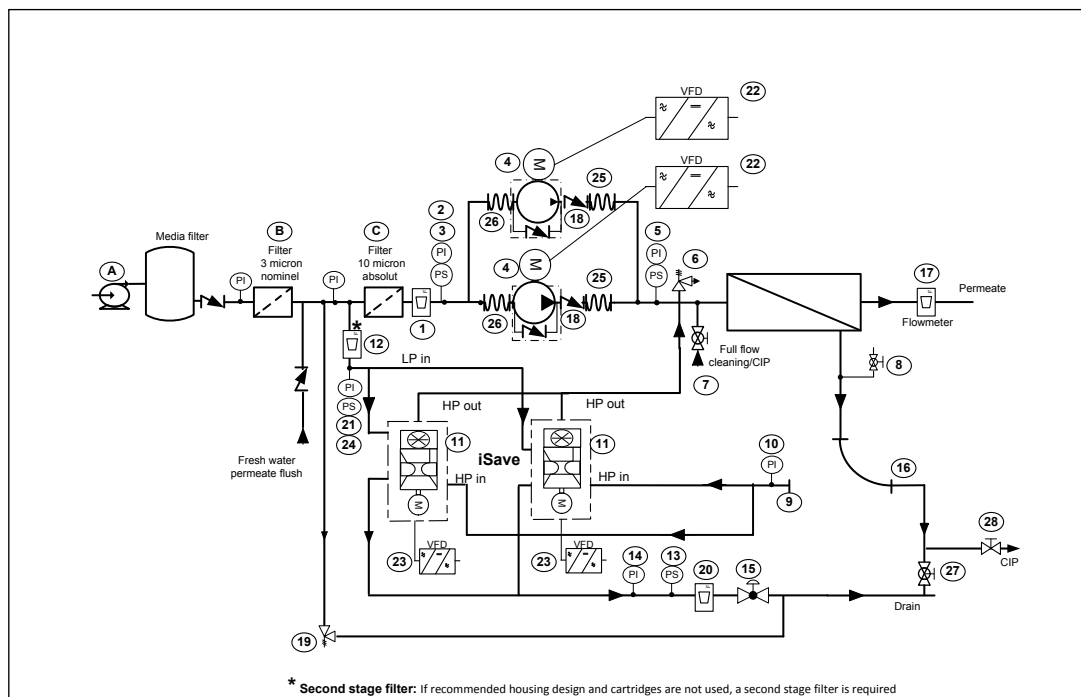 VFD
22
VFD
22
4
M
25
26
18
2
3
PI
PS
B
Filter
3 micron
nominel
C
Filter
10 micron
absolut
Media filter
A
PI
PI
F
1
4
M
25
26
18
5
PI
PS
6
17
F
Permeate
Flowmeter
*
F
12
LP in
PI
PS
21
24
Full flow
cleaning/CIP
7
8
HP out
HP out
11
11
iSave
HP in
HP in
M
M
10
PI
9
16
Fresh water
permeate flush
VFD
23
VFD
23
14
PI
13
PS
20
F
15
28
CIP
27
Drain
19
* Second stage filter: If recommended housing design and cartridges are not used, a second stage filter is required